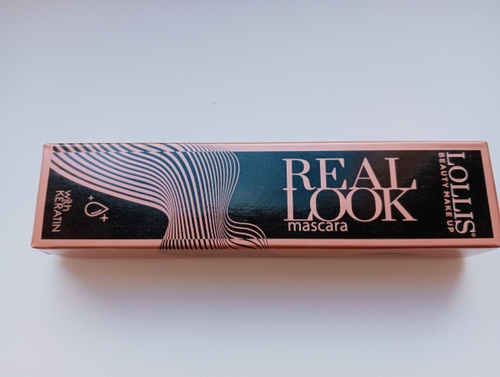 with
KERATIN
REAL
LOOK
mascara
LOLLIS®
BEAUTY MAKE UP